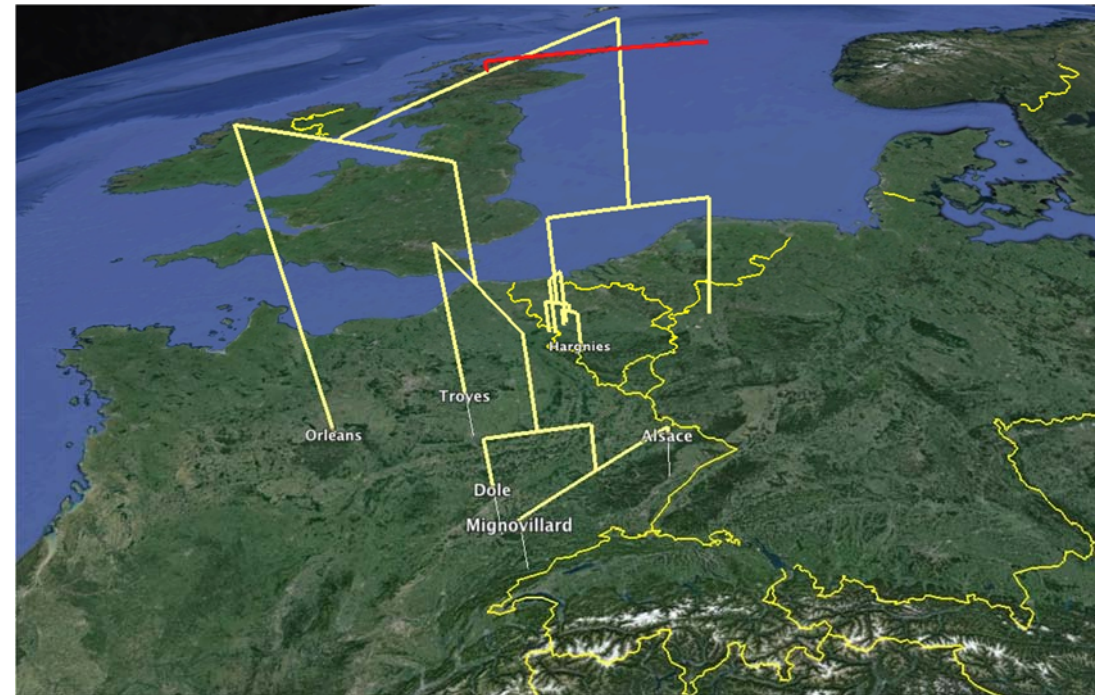 Hargnies
Troyes
Orleans
Alsace
Dole
Mignovillard